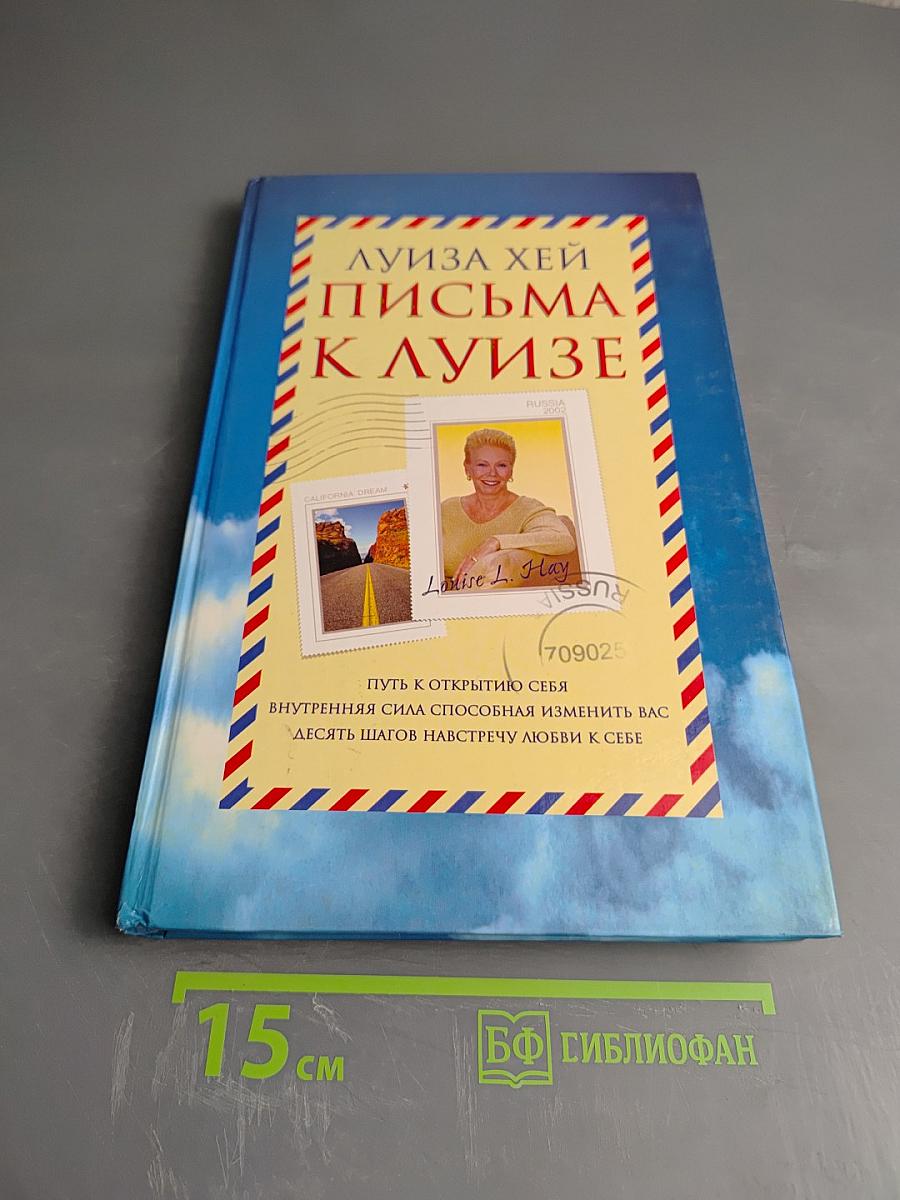 ЛУИЗА ХЕЙ
ПИСЬМА
К ЛУИЗЕ
RUSSIA
2002
CALIFORNIA DREAM
Louise L. Hay
RUSSIA
709025
ПУТЬ К ОТКРЫТИЮ СЕБЯ
ВНУТРЕННЯЯ СИЛА СПОСОБНАЯ ИЗМЕНИТЬ ВАС
ДЕСЯТЬ ШАГОВ НАВСТРЕЧУ ЛЮБВИ К СЕБЕ
15 см
БФ БИБЛИОФАН